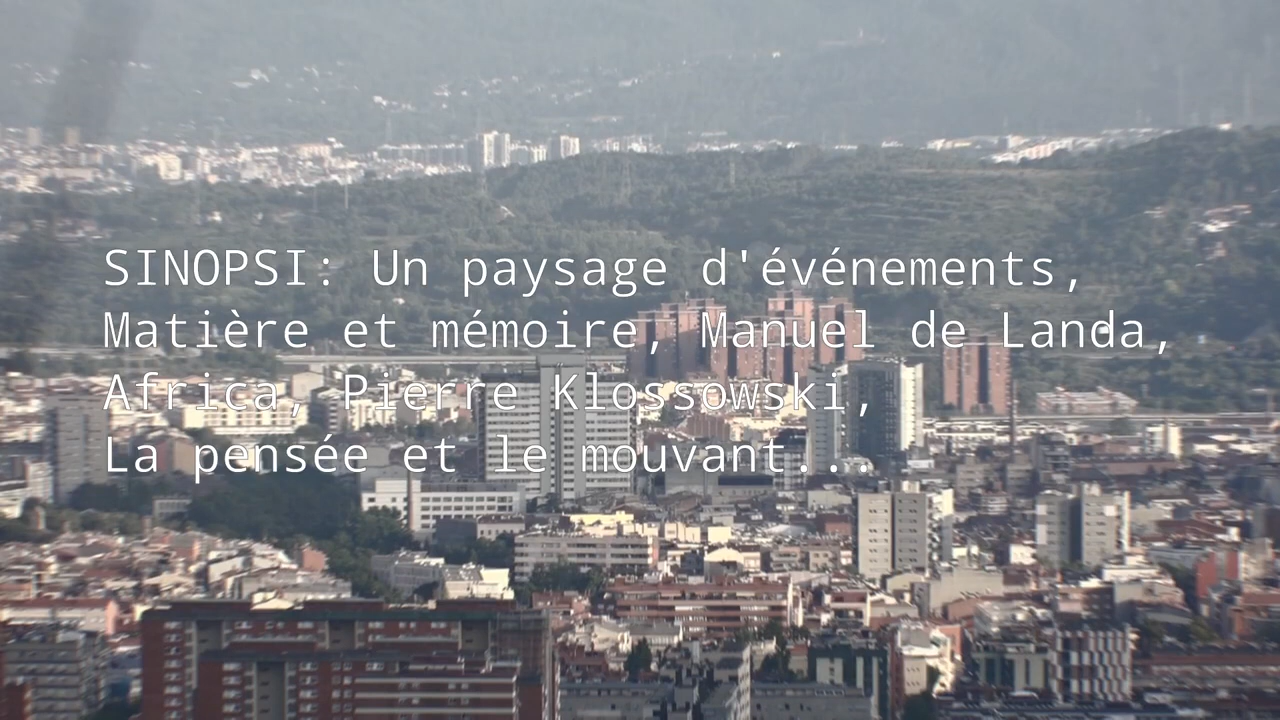 SINOPSI: Un paysage d'événements,
Matière et mémoire, Manuel de Landa,
Africa, Pierre Klossowski,
La pensée et le mouvant...